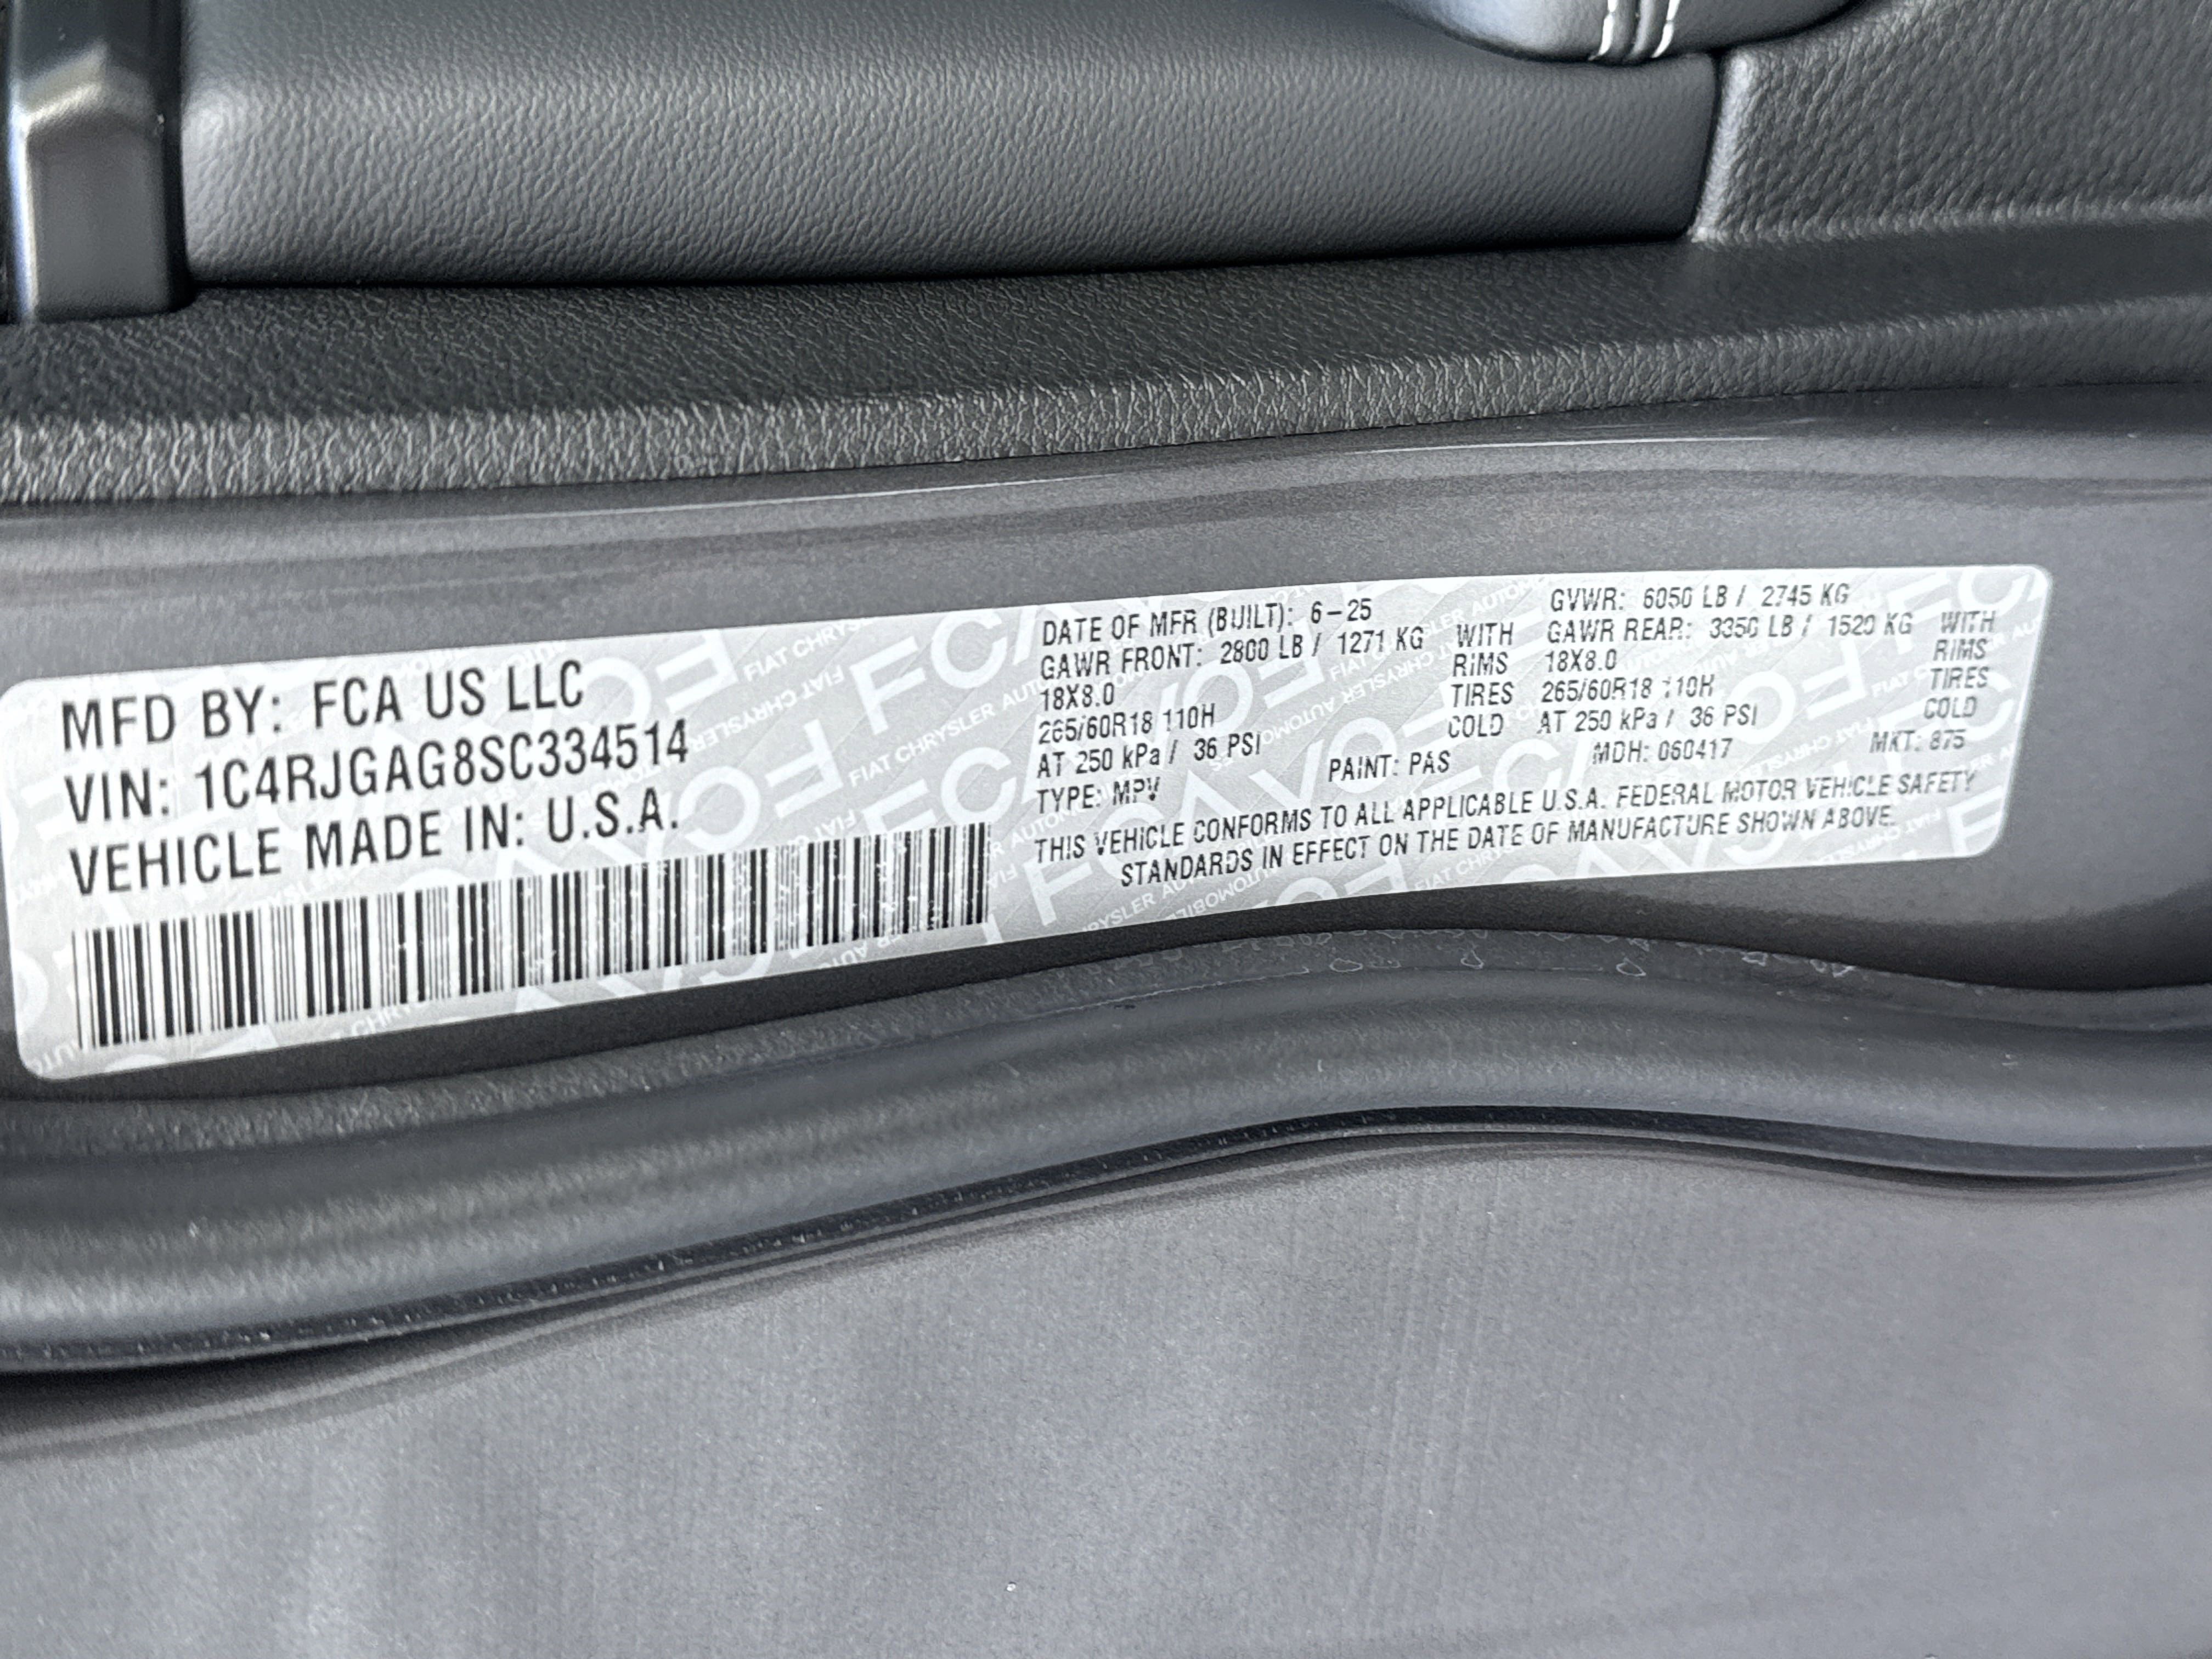 MFD BY: FCA US LLC
VIN: 1C4RJGAG8SC334514
VEHICLE MADE IN: U.S.A.
DATE OF MFR (BUILT): 6-25 GVWR: 6050 LB / 2745 KG
GAWR FRONT: 2800 LB / 1271 KG WITH GAWR REAR: 3350 LB / 1520 KG WITH
18X8.0 RIMS 18X8.0 RIMS
265/60R18 110H TIRES 265/60R18 110H TIRES
AT 250 kPa / 36 PSI COLD AT 250 kPa / 36 PSI COLD
TYPE: MPV PAINT: PAS MDH: 060417 MKT: 875
THIS VEHICLE CONFORMS TO ALL APPLICABLE U.S.A. FEDERAL MOTOR VEHICLE SAFETY
STANDARDS IN EFFECT ON THE DATE OF MANUFACTURE SHOWN ABOVE.